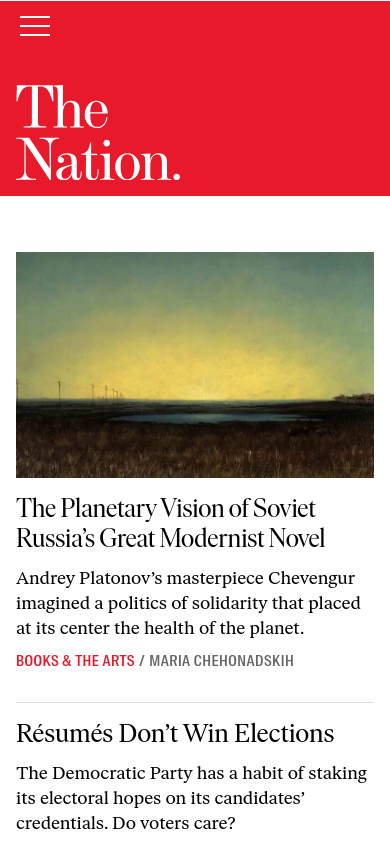 The
Nation.
The Planetary Vision of Soviet
Russia’s Great Modernist Novel
Andrey Platonov’s masterpiece Chevengur
imagined a politics of solidarity that placed
at its center the health of the planet.
BOOKS & THE ARTS / MARIA CHEHONADSKIH
Résumés Don’t Win Elections
The Democratic Party has a habit of staking
its electoral hopes on its candidates’
credentials. Do voters care?